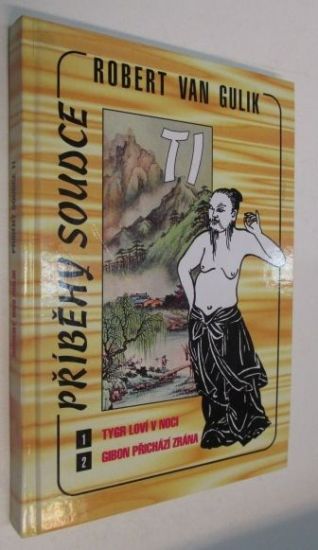 ROBERT VAN GULIK
PŘÍBĚHY SOUDCE
TI
1 TYGR LOVÍ V NOCI
2 GIBON PŘICHÁZÍ ZRÁNA